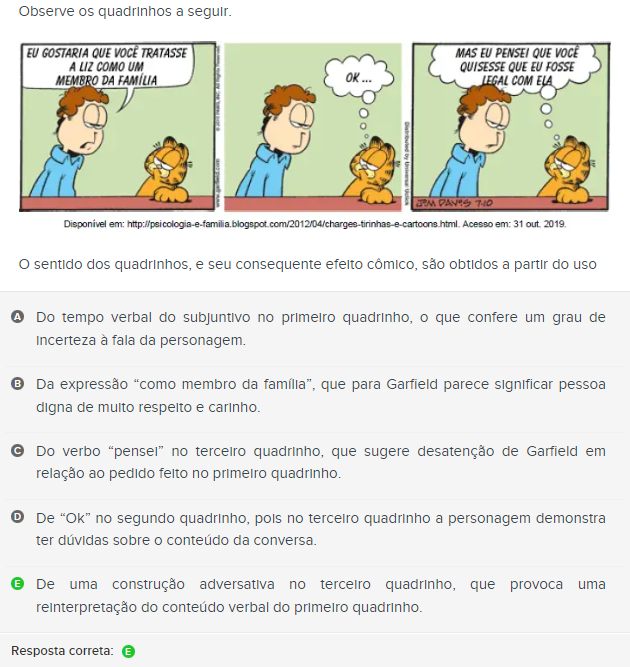 Observe os quadrinhos a seguir.
EU GOSTARIA QUE VOCÊ TRATASSE
A LIZ COMO UM
MEMBRO DA FAMÍLIA
OK ...
MAS EU PENSEI QUE VOCÊ
QUISESSE QUE EU FOSSE
LEGAL COM ELA
www.garfield.com
JIM DAVIS 7-10
Disponível em: http://psicologia-e-familia.blogspot.com/2012/04/charges-tirinhas-e-cartoons.html. Acesso em: 31 out. 2019.
O sentido dos quadrinhos, e seu consequente efeito cômico, são obtidos a partir do uso
A Do tempo verbal do subjuntivo no primeiro quadrinho, o que confere um grau de
incerteza à fala da personagem.
B Da expressão “como membro da família”, que para Garfield parece significar pessoa
digna de muito respeito e carinho.
C Do verbo “pensei” no terceiro quadrinho, que sugere desatenção de Garfield em
relação ao pedido feito no primeiro quadrinho.
D De “Ok” no segundo quadrinho, pois no terceiro quadrinho a personagem demonstra
ter dúvidas sobre o conteúdo da conversa.
E De uma construção adversativa no terceiro quadrinho, que provoca uma
reinterpretação do conteúdo verbal do primeiro quadrinho.
Resposta correta: E